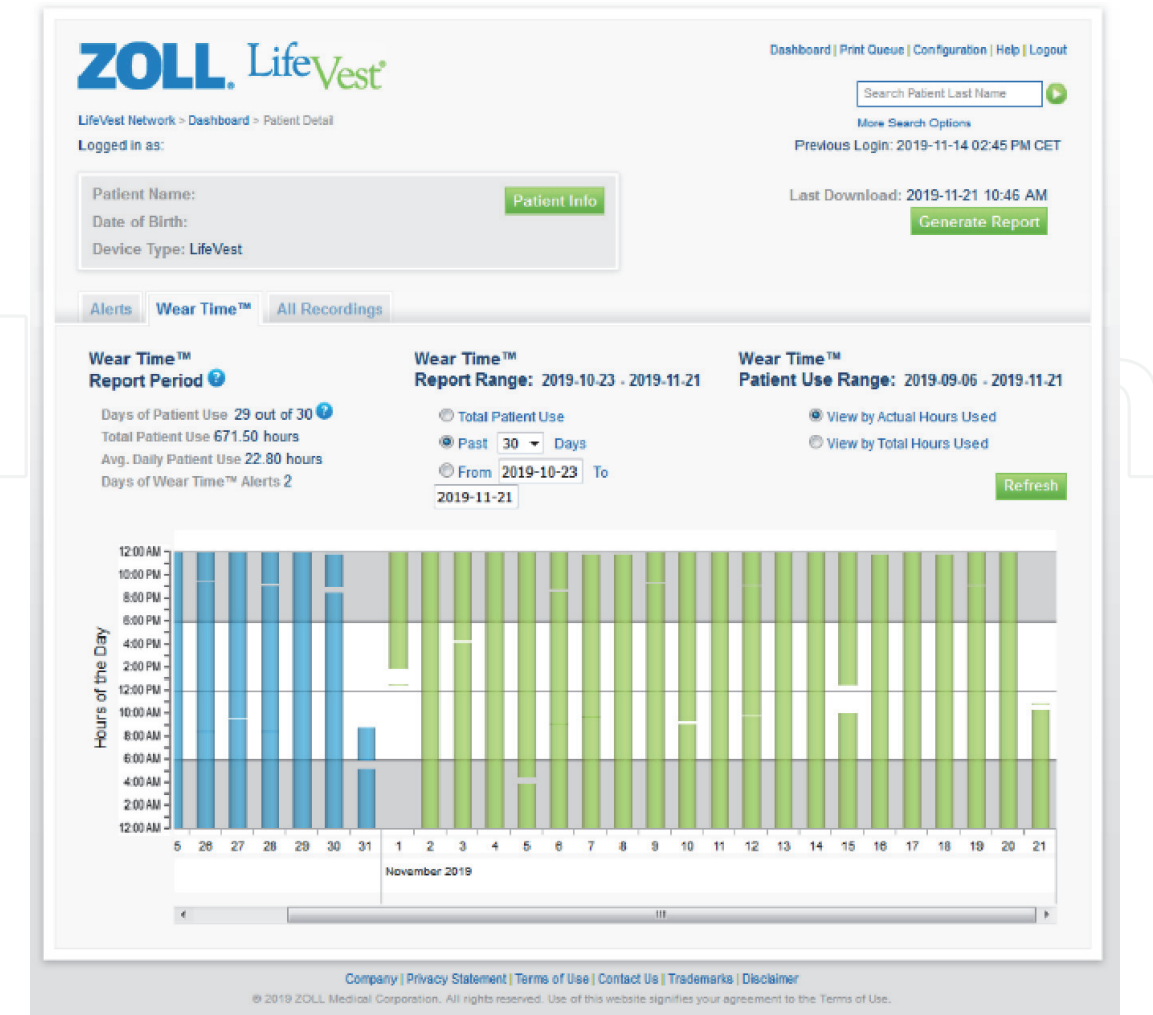 ZOLL. LifeVest®
Dashboard | Print Queue | Configuration | Help | Logout
Search Patient Last Name
More Search Options
LifeVest Network > Dashboard > Patient Detail
Logged in as:
Previous Login: 2019-11-14 02:45 PM CET
Patient Name:
Patient Info
Date of Birth:
Device Type: LifeVest
Last Download: 2019-11-21 10:46 AM
Generate Report
Alerts Wear Time™ All Recordings
Wear Time™
Report Period ?
Days of Patient Use 29 out of 30 ?
Total Patient Use 671.50 hours
Avg. Daily Patient Use 22.80 hours
Days of Wear Time™ Alerts 2
Wear Time™
Report Range: 2019-10-23 - 2019-11-21
Total Patient Use
Past 30 Days
From 2019-10-23 To
2019-11-21
Wear Time™
Patient Use Range: 2019-09-06 - 2019-11-21
View by Actual Hours Used
View by Total Hours Used
Refresh
Hours of the Day
12:00 AM
10:00 PM
8:00 PM
6:00 PM
4:00 PM
2:00 PM
12:00 PM
10:00 AM
8:00 AM
6:00 AM
4:00 AM
2:00 AM
12:00 AM
5 26 27 28 29 30 31 1 2 3 4 5 6 7 8 9 10 11 12 13 14 15 16 17 18 19 20 21
November 2019
Company | Privacy Statement | Terms of Use | Contact Us | Trademarks | Disclaimer
© 2019 ZOLL Medical Corporation. All rights reserved. Use of this website signifies your agreement to the Terms of Use.